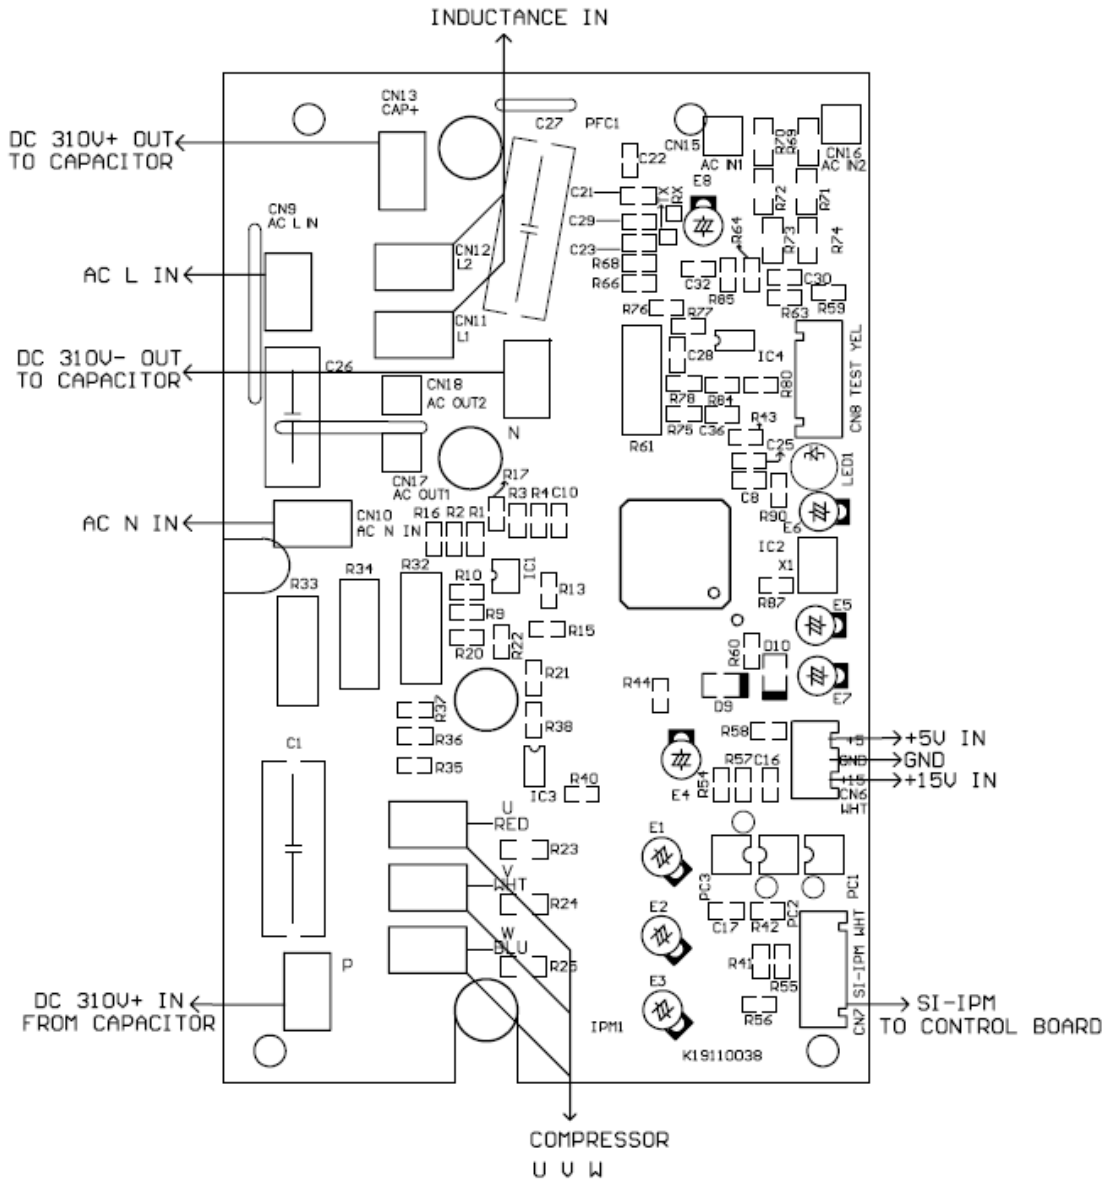 INDUCTANCE IN
CN13
CAP+
DC 310V+ OUT
TO CAPACITOR
C27
PFC1
C22
CN15
AC IN1
R70
R69
CN16
AC IN2
C21
TX
RX
E8
R72
R71
CN9
AC L IN
C29
R64
C23
R73
R74
CN12
L2
R68
AC L IN
C32
R85
C30
R66
R63
R59
R76
R77
CN11
L1
IC4
CN8 TEST YEL
DC 310V- OUT
TO CAPACITOR
C26
C28
CN18
AC OUT2
R78
R84
R80
N
R75
C36
R43
R61
C25
LED1
CN17
AC OUT1
R17
C8
R90
E6
R3
R4
C10
AC N IN
CN10
AC N IN
R16
R2
R1
IC2
X1
R33
R34
R32
R10
IC1
R13
R87
R9
E5
R20
R22
R15
R60
D10
R21
R44
D9
E7
R37
R38
R58
R36
+5
+5V IN
GND
GND
C1
R35
R57
C16
+15
+15V IN
IC3
R40
R54
CN6
WHT
E4
U
RED
E1
R23
V
WHT
PC3
PC1
R24
E2
C17
R42
PC2
W
BLU
R25
R41
R55
CN7 SI-IPM WHT
P
E3
DC 310V+ IN
FROM CAPACITOR
R56
SI-IPM
TO CONTROL BOARD
IPM1
K19110038
COMPRESSOR
U V W